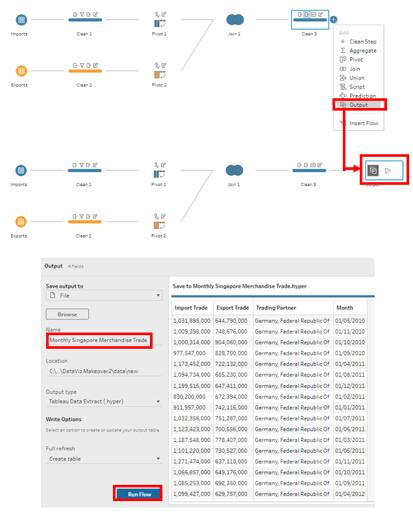 Imports
Clean 1
Pivot 1
Join 1
Clean 3
Add
Clean Step
Aggregate
Pivot
Join
Union
Script
Prediction
Output
Insert Flow
Exports
Clean 2
Pivot 2
Imports
Clean 1
Pivot 1
Join 1
Clean 3
Exports
Clean 2
Pivot 2
Output 4 fields
Save output to
File
Browse
Name
Monthly Singapore Merchandise Trade
Location
C:\...\DataViz Makeover2\data\new
Output type
Tableau Data Extract (.hyper)
Write Options
Select an option to create or update your output table.
Full refresh
Create table
Run Flow
Save to Monthly Singapore Merchandise Trade.hyper
Import Trade Export Trade Trading Partner Month
1,031,898,000 644,790,000 Germany, Federal Republic Of 01/05/2010
1,009,398,000 748,676,000 Germany, Federal Republic Of 01/11/2010
1,000,314,000 904,060,000 Germany, Federal Republic Of 01/10/2010
977,547,000 828,700,000 Germany, Federal Republic Of 01/09/2010
1,173,452,000 722,132,000 Germany, Federal Republic Of 01/04/2011
1,094,734,000 685,230,000 Germany, Federal Republic Of 01/08/2011
1,199,515,000 647,411,000 Germany, Federal Republic Of 01/12/2011
830,200,000 672,394,000 Germany, Federal Republic Of 01/02/2011
911,957,000 742,116,000 Germany, Federal Republic Of 01/01/2011
1,032,356,000 751,287,000 Germany, Federal Republic Of 01/07/2011
1,123,423,000 700,556,000 Germany, Federal Republic Of 01/06/2011
1,187,548,000 778,407,000 Germany, Federal Republic Of 01/03/2011
1,101,220,000 730,527,000 Germany, Federal Republic Of 01/05/2011
1,271,474,000 637,110,000 Germany, Federal Republic Of 01/11/2011
1,066,857,000 649,176,000 Germany, Federal Republic Of 01/10/2011
1,085,253,000 692,350,000 Germany, Federal Republic Of 01/09/2011
1,099,427,000 629,757,000 Germany, Federal Republic Of 01/04/2012